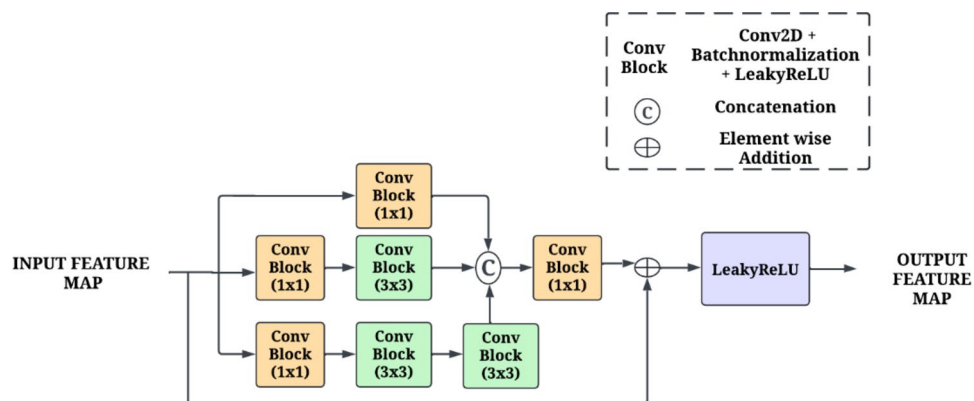 Conv
Block
Conv2D +
Batchnormalization
+ LeakyReLU
C
Concatenation
Element wise
Addition
Conv
Block
(1x1)
INPUT FEATURE
MAP
Conv
Block
(1x1)
Conv
Block
(3x3)
C
Conv
Block
(1x1)
LeakyReLU
OUTPUT
FEATURE
MAP
Conv
Block
(1x1)
Conv
Block
(3x3)
Conv
Block
(3x3)